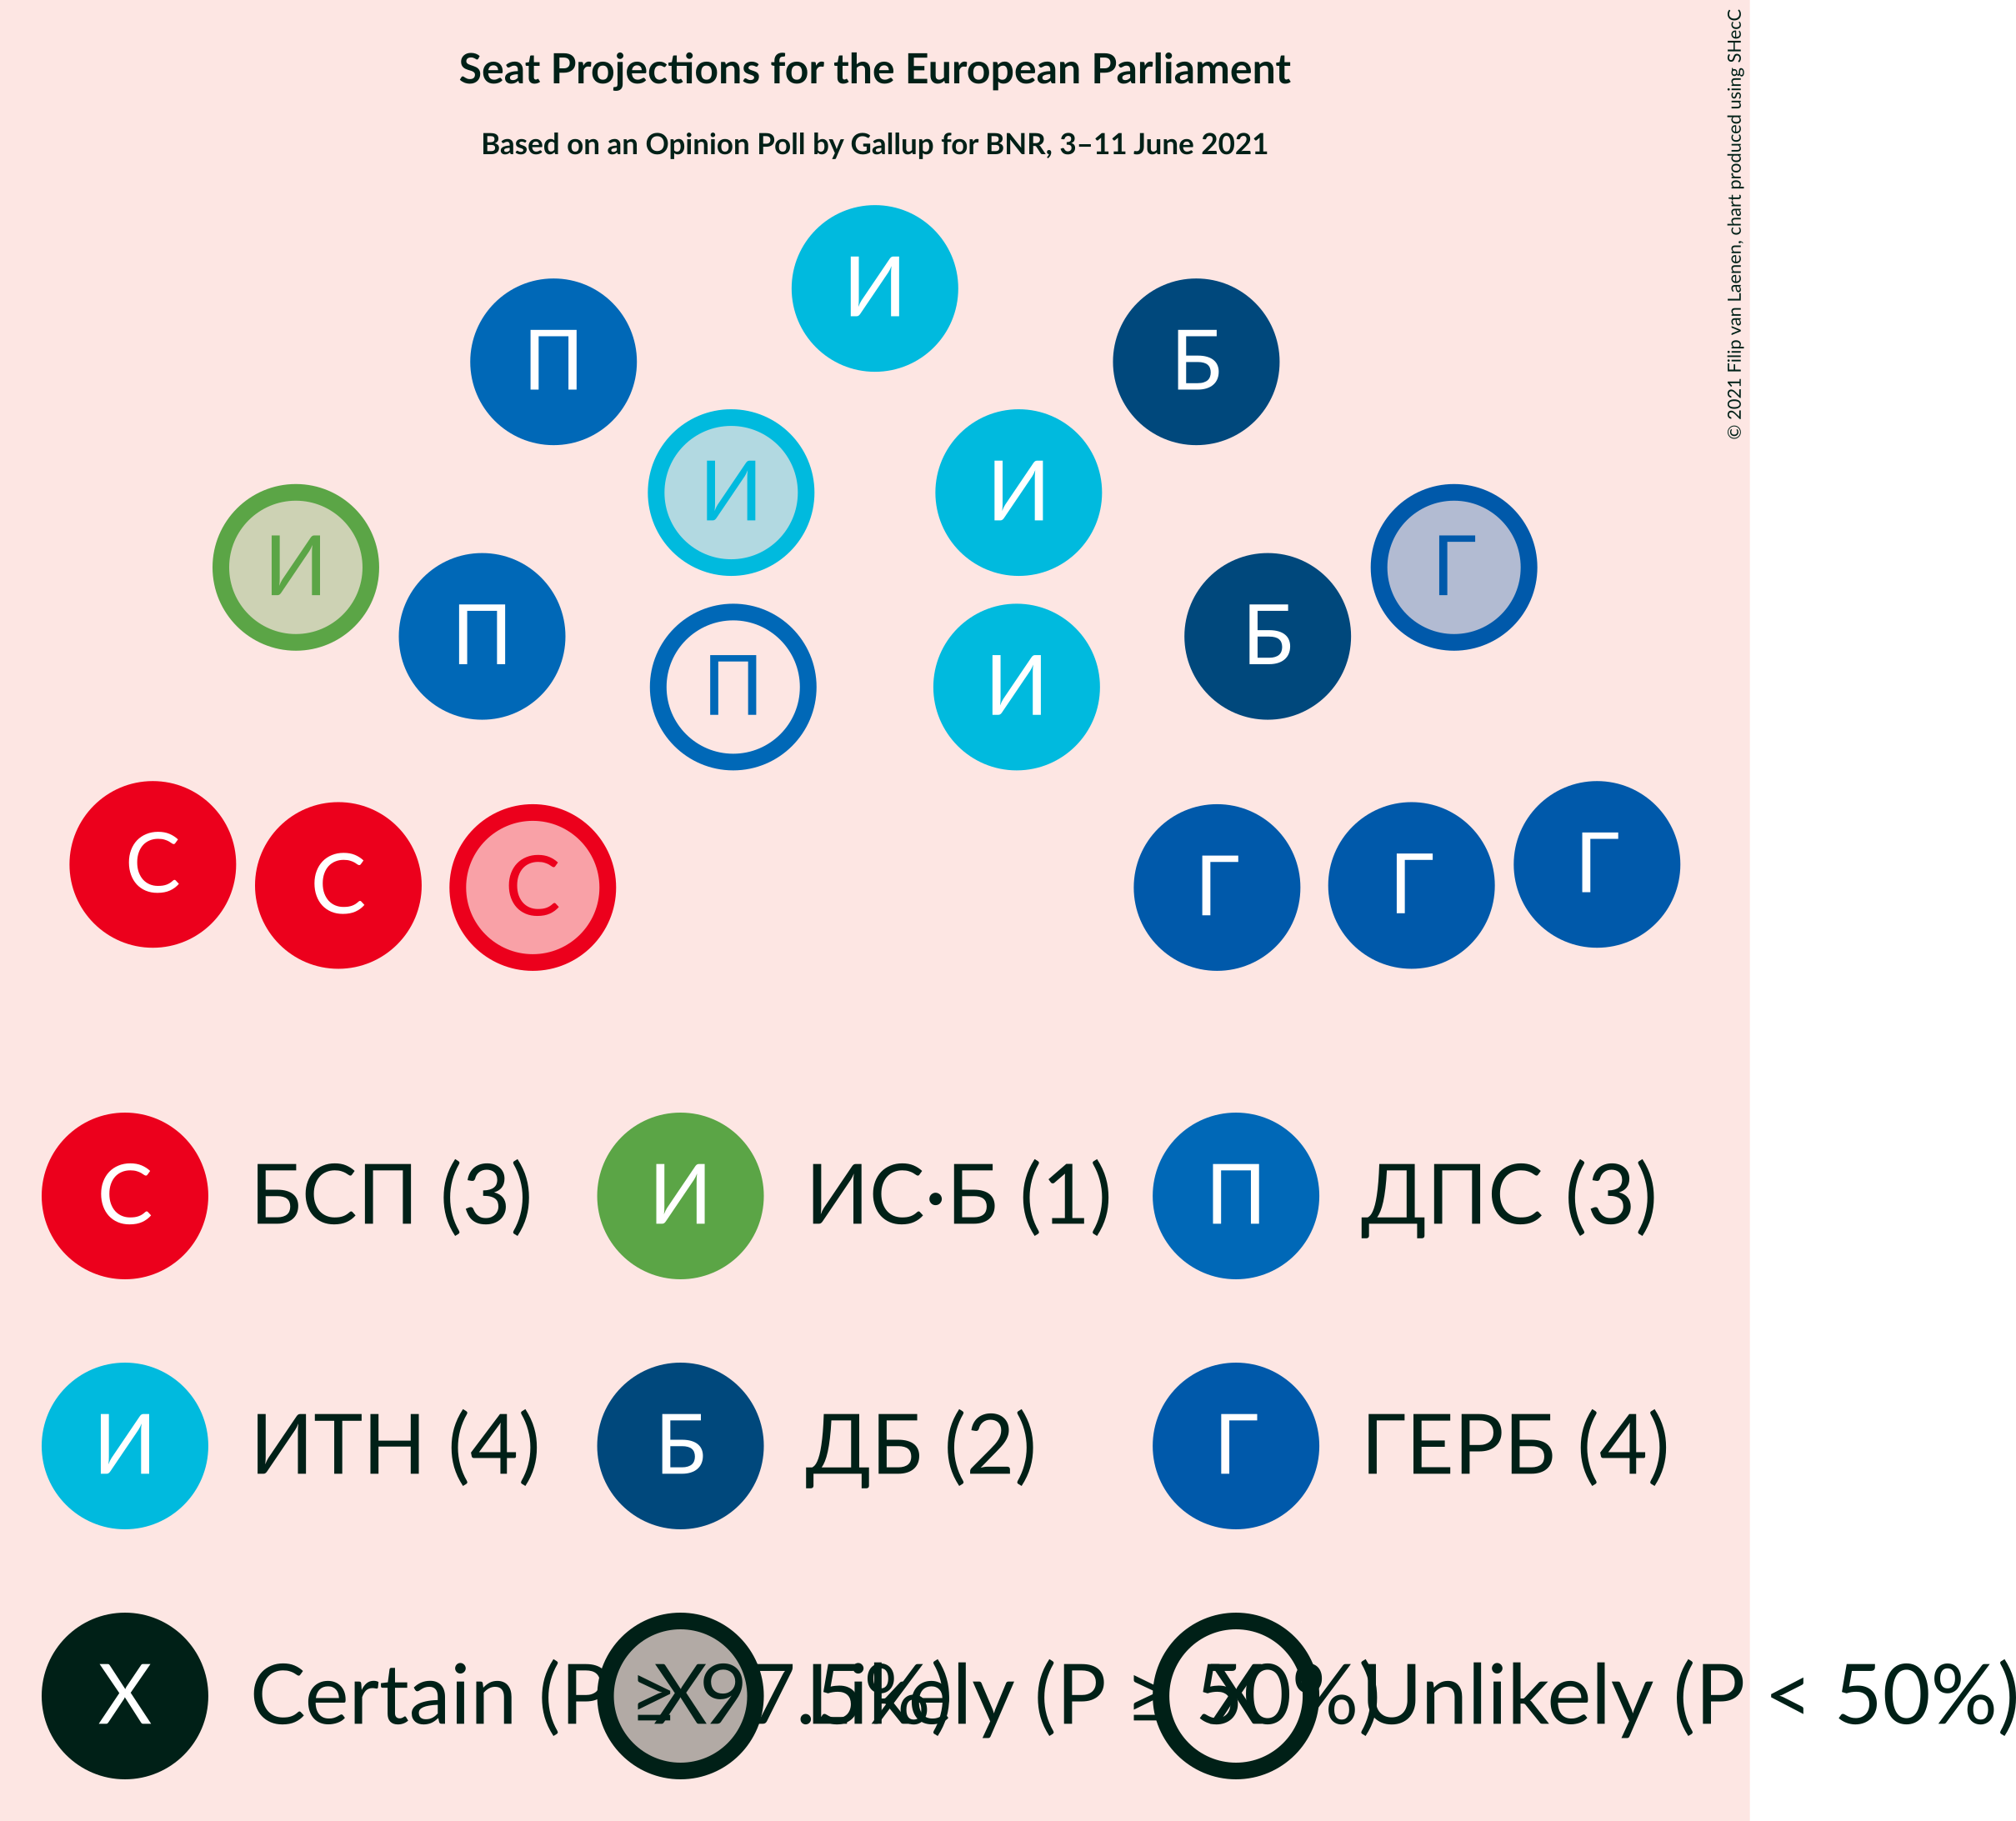 Seat Projections for the European Parliament
Based on an Opinion Poll by Gallup for BNR, 3–11 June 2021
© 2021 Filip van Laenen, chart produced using SHecC
И
П Б
И И
И Г
П Б
П И
С Г
С Г
С Г
С БСП (3) И ИС·Б (1) П ДПС (3)
И ИТН (4) Б ДБ (2) Г ГЕРБ (4)
X Certain (P ≥ 97.5%) X Likely (P ≥ 50%) X Unlikely (P < 50%)